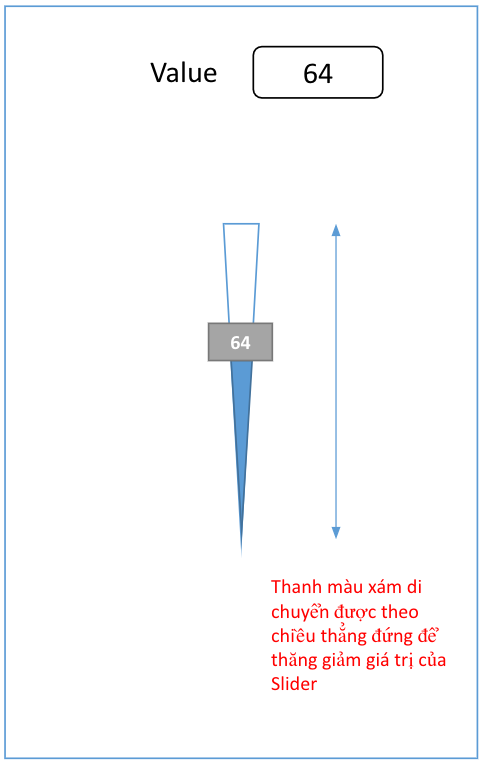 Value
64
64
Thanh màu xám di
chuyển được theo
chiều thẳng đứng để
thăng giảm giá trị của
Slider